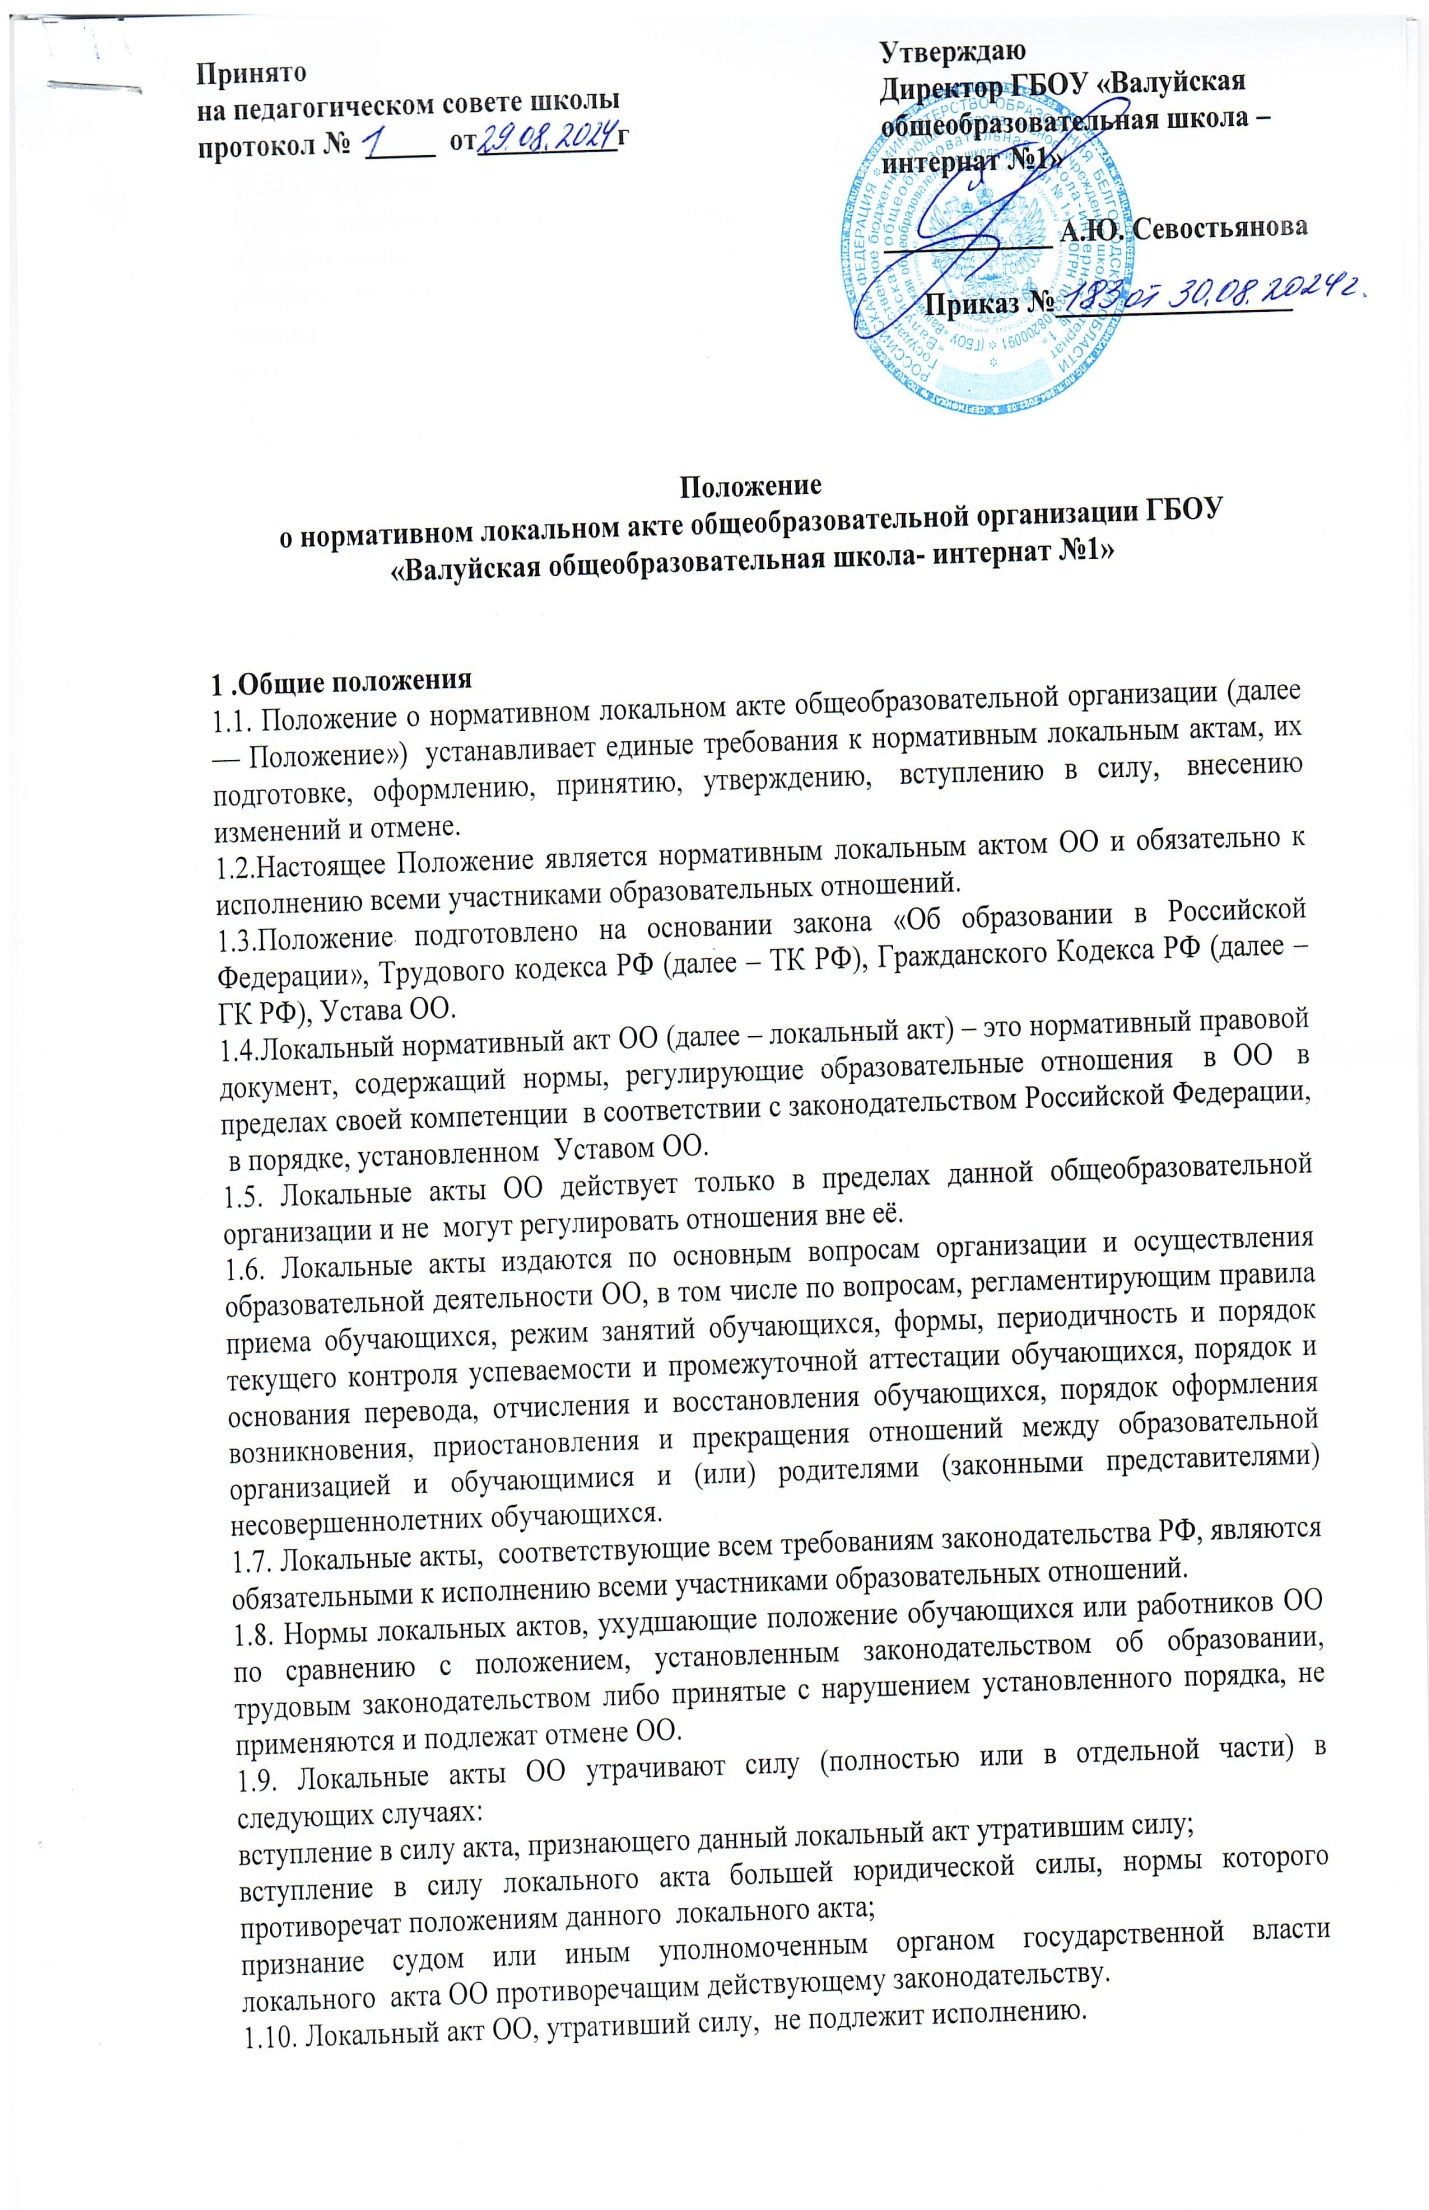 Принято
на педагогическом совете школы
протокол № 1 от 29.08.2024 г
Утверждаю
Директор ГБОУ «Валуйская
общеобразовательная школа –
интернат №1»
А.Ю. Севостьянова
Приказ № 183 от 30.08.2024 г.
Положение
о нормативном локальном акте общеобразовательной организации ГБОУ
«Валуйская общеобразовательная школа- интернат №1»
1 .Общие положения
1.1. Положение о нормативном локальном акте общеобразовательной организации (далее
— Положение») устанавливает единые требования к нормативным локальным актам, их
подготовке, оформлению, принятию, утверждению, вступлению в силу, внесению
изменений и отмене.
1.2.Настоящее Положение является нормативным локальным актом ОО и обязательно к
исполнению всеми участниками образовательных отношений.
1.3.Положение подготовлено на основании закона «Об образовании в Российской
Федерации», Трудового кодекса РФ (далее – ТК РФ), Гражданского Кодекса РФ (далее –
ГК РФ), Устава ОО.
1.4.Локальный нормативный акт ОО (далее – локальный акт) – это нормативный правовой
документ, содержащий нормы, регулирующие образовательные отношения в ОО в
пределах своей компетенции в соответствии с законодательством Российской Федерации,
в порядке, установленном Уставом ОО.
1.5. Локальные акты ОО действует только в пределах данной общеобразовательной
организации и не могут регулировать отношения вне её.
1.6. Локальные акты издаются по основным вопросам организации и осуществления
образовательной деятельности ОО, в том числе по вопросам, регламентирующим правила
приема обучающихся, режим занятий обучающихся, формы, периодичность и порядок
текущего контроля успеваемости и промежуточной аттестации обучающихся, порядок и
основания перевода, отчисления и восстановления обучающихся, порядок оформления
возникновения, приостановления и прекращения отношений между образовательной
организацией и обучающимися и (или) родителями (законными представителями)
несовершеннолетних обучающихся.
1.7. Локальные акты, соответствующие всем требованиям законодательства РФ, являются
обязательными к исполнению всеми участниками образовательных отношений.
1.8. Нормы локальных актов, ухудшающие положение обучающихся или работников ОО
по сравнению с положением, установленным законодательством об образовании,
трудовым законодательством либо принятые с нарушением установленного порядка, не
применяются и подлежат отмене ОО.
1.9. Локальные акты ОО утрачивают силу (полностью или в отдельной части) в
следующих случаях:
вступление в силу акта, признающего данный локальный акт утратившим силу;
вступление в силу локального акта большей юридической силы, нормы которого
противоречат положениям данного локального акта;
признание судом или иным уполномоченным органом государственной власти
локального акта ОО противоречащим действующему законодательству.
1.10. Локальный акт ОО, утративший силу, не подлежит исполнению.